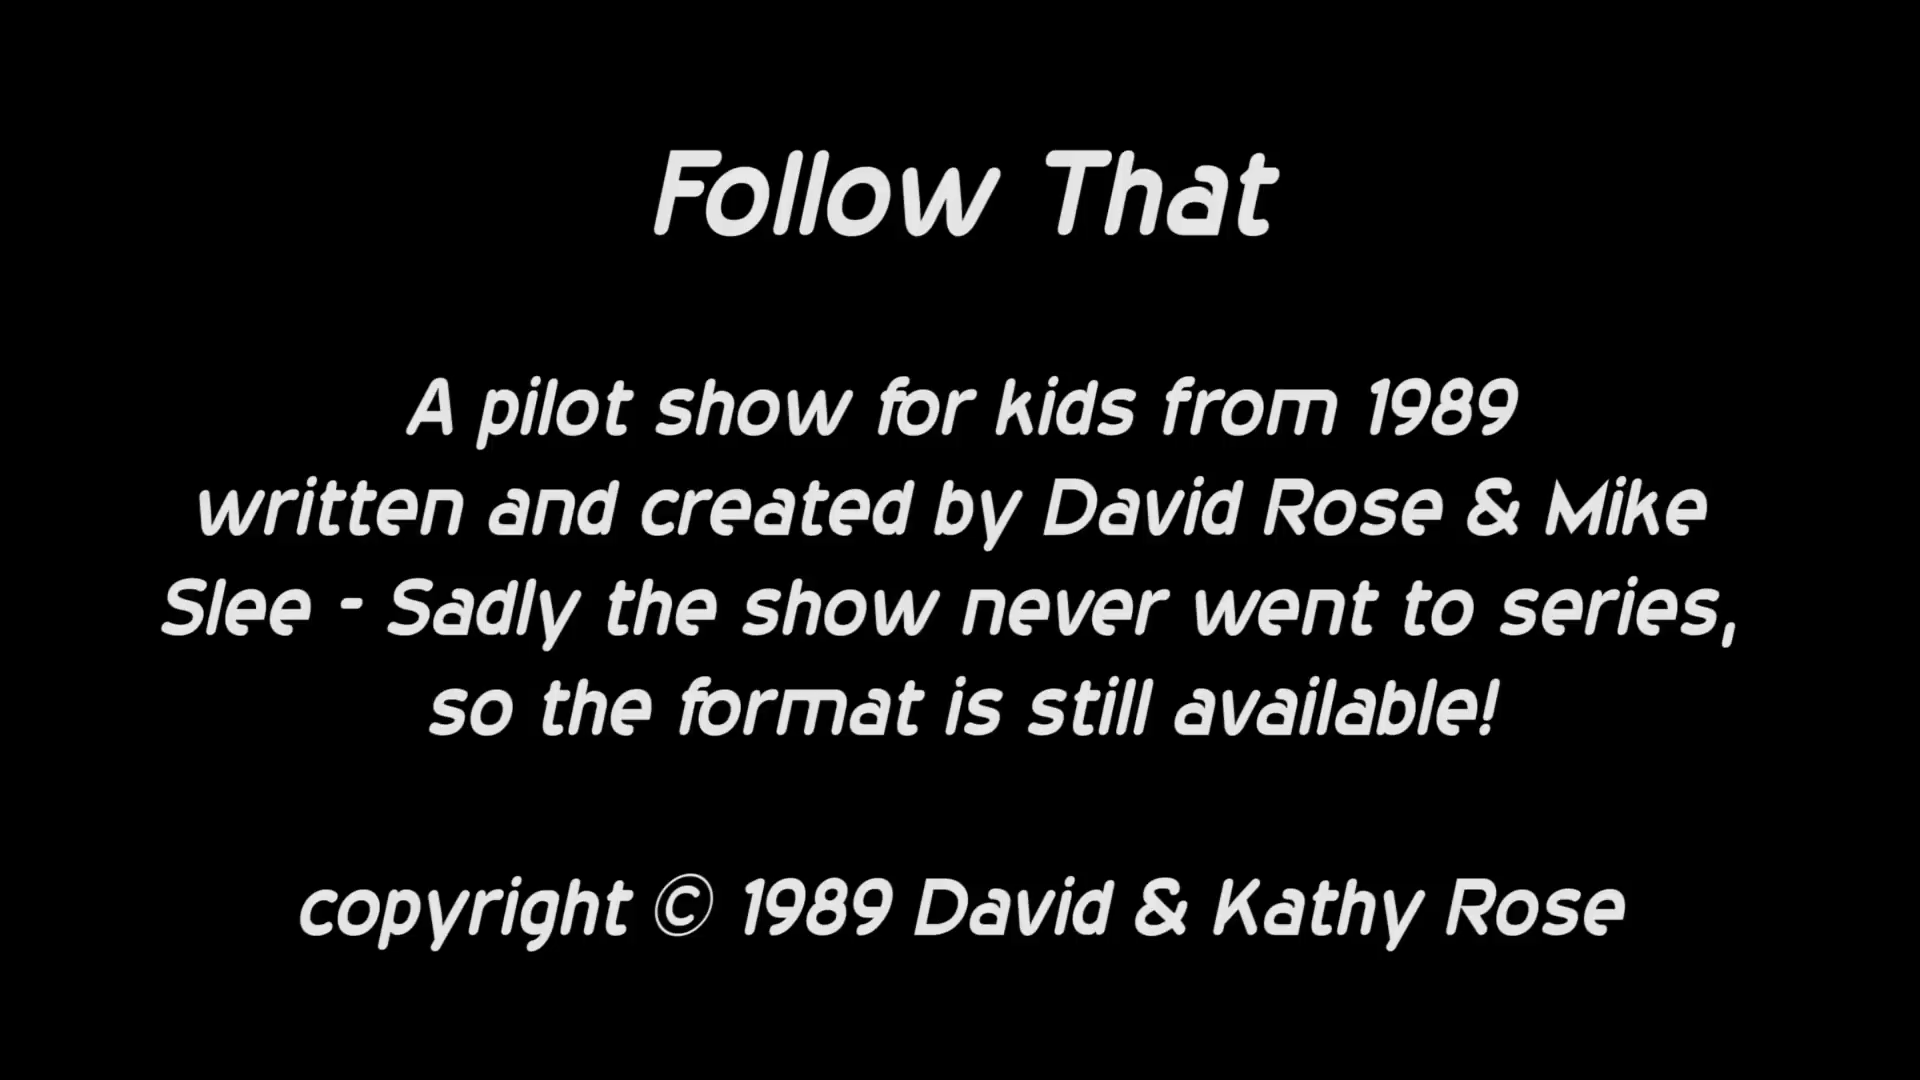 Follow That
A pilot show for kids from 1989
written and created by David Rose & Mike
Slee - Sadly the show never went to series,
so the format is still available!
copyright © 1989 David & Kathy Rose